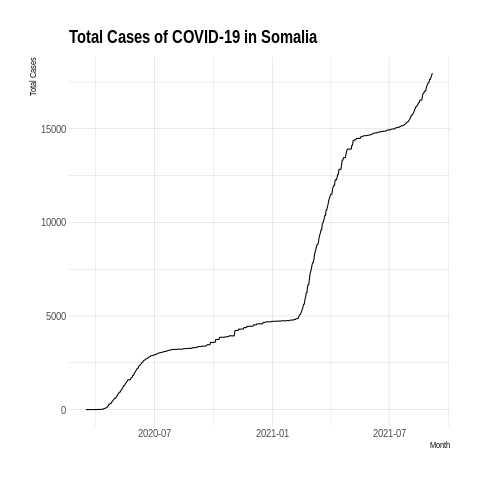 Total Cases of COVID-19 in Somalia
Total Cases
15000
10000
5000
0
2020-07
2021-01
2021-07
Month